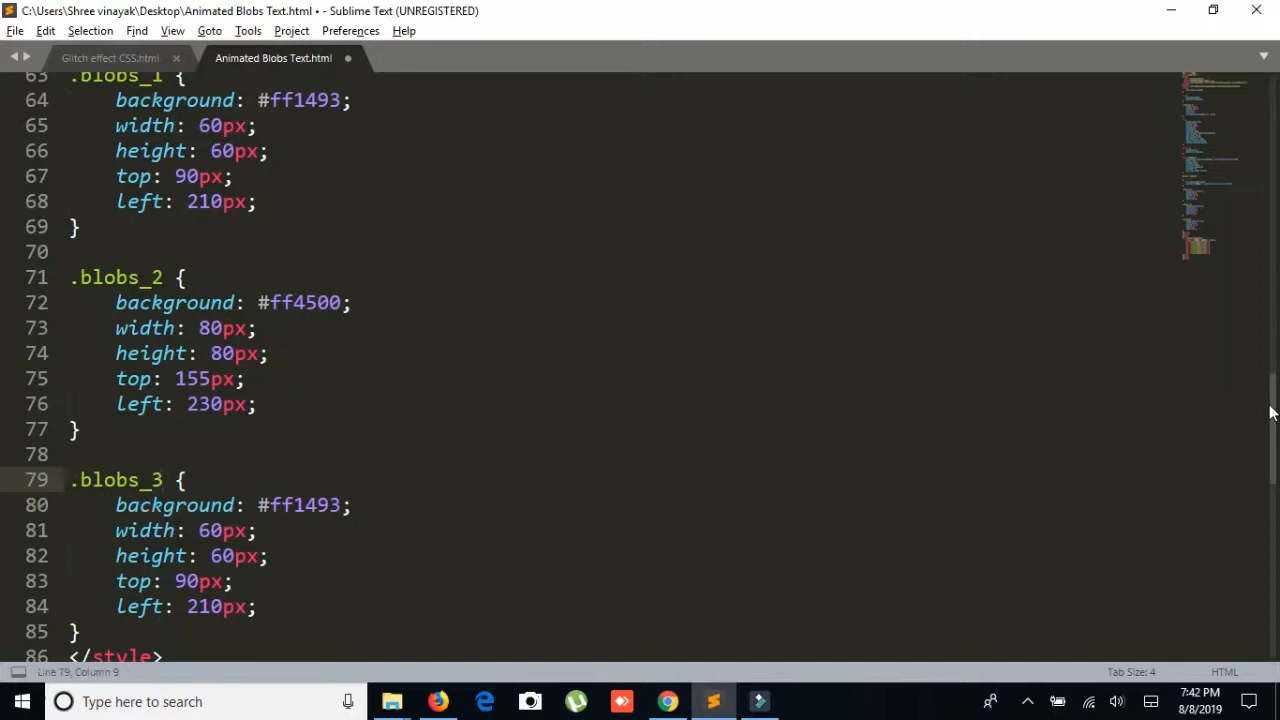 C:\Users\Shree vinayak\Desktop\Animated Blobs Text.html • - Sublime Text (UNREGISTERED)
File Edit Selection Find View Goto Tools Project Preferences Help
Glitch effect CSS.html
Animated Blobs Text.html
63 .blobs_1 {
64 background: #ff1493;
65 width: 60px;
66 height: 60px;
67 top: 90px;
68 left: 210px;
69 }
70
71 .blobs_2 {
72 background: #ff4500;
73 width: 80px;
74 height: 80px;
75 top: 155px;
76 left: 230px;
77 }
78
79 .blobs_3 {
80 background: #ff1493;
81 width: 60px;
82 height: 60px;
83 top: 90px;
84 left: 210px;
85 }
86 </style>
Line 79, Column 9
Tab Size: 4
HTML
Type here to search
7:42 PM
8/8/2019